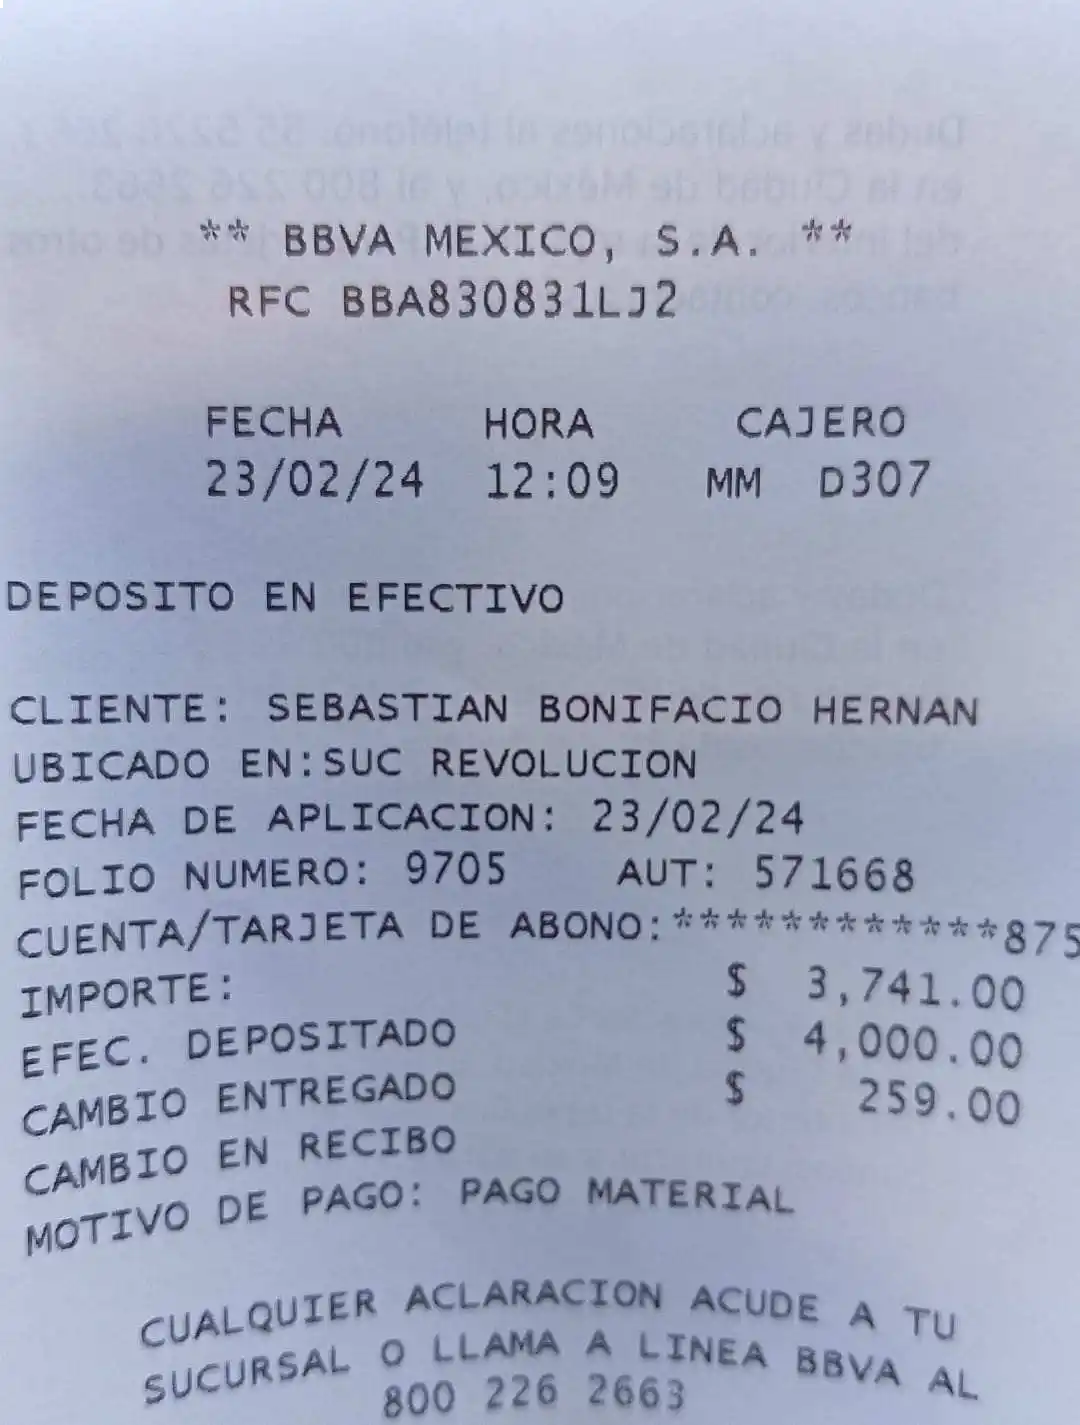 ** BBVA MEXICO, S.A. **
RFC BBA830831LJ2
FECHA HORA CAJERO
23/02/24 12:09 MM D307
DEPOSITO EN EFECTIVO
CLIENTE: SEBASTIAN BONIFACIO HERNAN
UBICADO EN:SUC REVOLUCION
FECHA DE APLICACION: 23/02/24
FOLIO NUMERO: 9705 AUT: 571668
CUENTA/TARJETA DE ABONO:************875
IMPORTE: $ 3,741.00
EFEC. DEPOSITADO $ 4,000.00
CAMBIO ENTREGADO $ 259.00
CAMBIO EN RECIBO
MOTIVO DE PAGO: PAGO MATERIAL
CUALQUIER ACLARACION ACUDE A TU
SUCURSAL O LLAMA A LINEA BBVA AL
800 226 2663